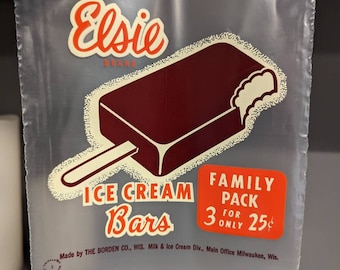 Elsie
BRAND
ICE CREAM
Bars
FAMILY
PACK
3 FOR ONLY 25¢
Made by THE BORDEN CO., WIS. Milk & Ice Cream Div., Main Office Milwaukee, Wis.